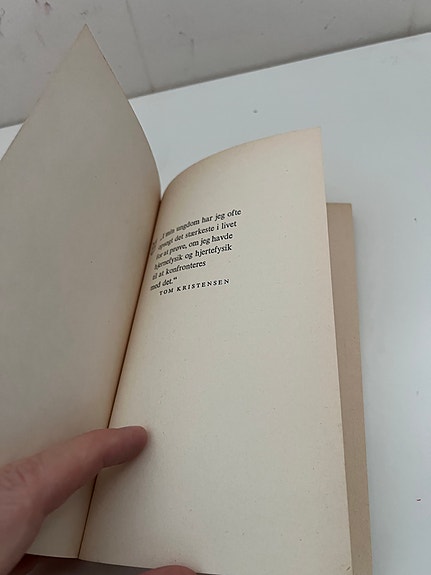 „I min ungdom har jeg ofte
opsøgt det stærkeste i livet
for at prøve, om jeg havde
hjernefysik og hjertefysik
til at konfronteres
med det.“
TOM KRISTENSEN